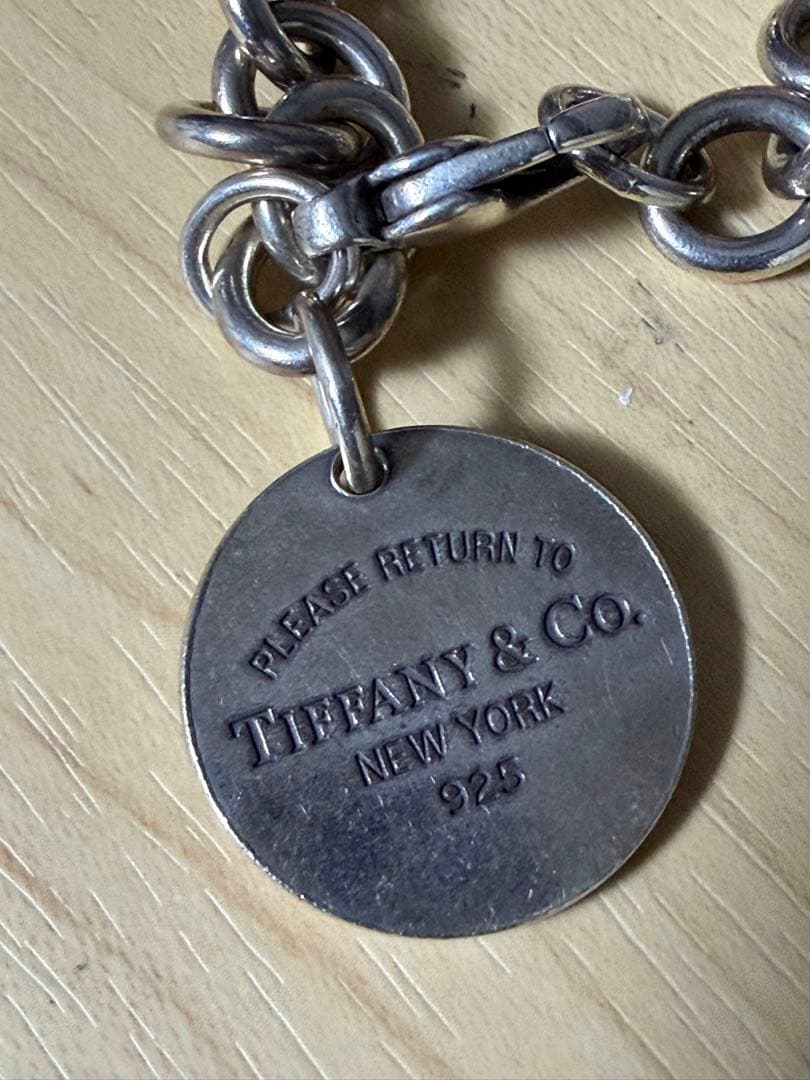 PLEASE RETURN TO
TIFFANY & CO.
NEW YORK
925